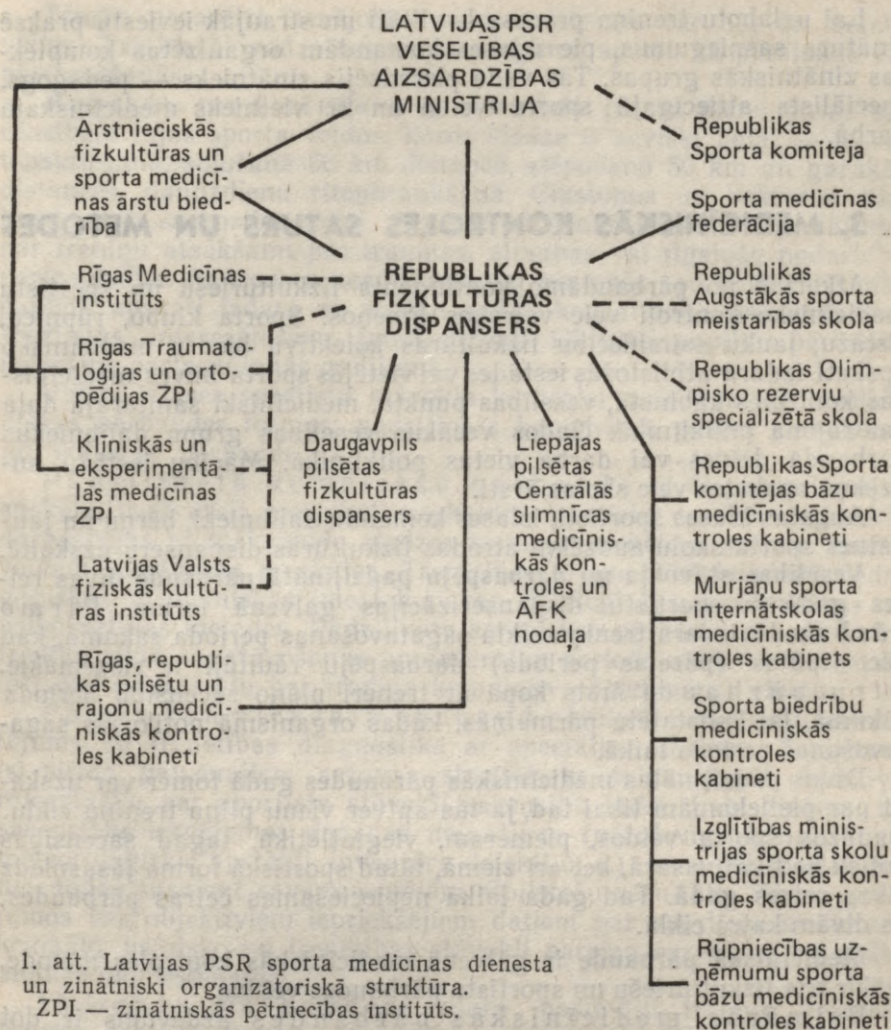 LATVIJAS PSR
VESELĪBAS
AIZSARDZĪBAS
MINISTRIJA
Ārstnieciskās
fizkultūras un
sporta medicī-
nas ārstu bied-
rība
Rīgas Medicīnas
institūts
Rīgas Traumato-
loģijas un orto-
pēdijas ZPI
Klīniskās un
eksperimentā-
lās medicīnas
ZPI
Latvijas Valsts
fiziskās kultū-
ras institūts
Rīgas, republi-
kas pilsētu un
rajonu medicī-
niskās kontro-
les kabineti
REPUBLIKAS
FIZKULTŪRAS
DISPANSERS
Daugavpils
pilsētas
fizkultūras
dispansers
Liepājas
pilsētas
Centrālās
slimnīcas
medicīnis-
kās kon-
troles un
ĀFK
nodaļa
Republikas
Sporta komiteja
Sporta medicīnas
federācija
Republikas
Augstākās sporta
meistarības skola
Republikas Olim-
pisko rezervju
specializētā skola
Republikas Sporta
komitejas bāzu
medicīniskās kon-
troles kabineti
Murjāņu sporta
internātskolas
medicīniskās kon-
troles kabinets
Sporta biedrību
medicīniskās
kontroles
kabineti
Izglītības minis-
trijas sporta skolu
medicīniskās kon-
troles kabineti
Rūpniecības uz-
ņēmumu sporta
bāzu medicīniskās
kontroles kabineti
1. att. Latvijas PSR sporta medicīnas dienesta
un zinātniski organizatoriskā struktūra.
ZPI — zinātniskās pētniecības institūts.